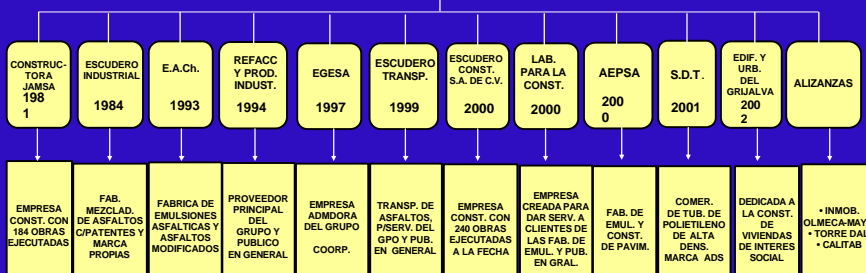 CONSTRUC-
TORA
JAMSA
198
1
ESCUDERO
INDUSTRIAL
1984
E.A.Ch.
1993
REFACC
Y PROD.
INDUST.
1994
EGESA
1997
ESCUDERO
TRANSP.
1999
ESCUDERO
CONST.
S.A. DE C.V.
2000
LAB.
PARA LA
CONST.
2000
AEPSA
200
0
S.D.T.
2001
EDIF. Y
URB.
DEL
GRIJALVA
200
2
ALIZANZAS
EMPRESA
CONST. CON
184 OBRAS
EJECUTADAS
FAB.
MEZCLAD.
DE ASFALTOS
C/PATENTES Y
MARCA
PROPIAS
FABRICA DE
EMULSIONES
ASFALTICAS Y
ASFALTOS
MODIFICADOS
PROVEEDOR
PRINCIPAL
DEL
GRUPO Y
PUBLICO
EN GENERAL
EMPRESA
ADMDORA
DEL GRUPO
COORP.
TRANSP. DE
ASFALTOS,
P/SERV. DEL
GPO Y PUB.
EN GENERAL
EMPRESA
CONST. CON
240 OBRAS
EJECUTADAS
A LA FECHA
EMPRESA
CREADA PARA
DAR SERV. A
CLIENTES DE
LAS FAB. DE
EMUL. Y PUB.
EN GRAL.
FAB. DE
EMUL. Y
CONST.
DE PAVIM.
COMER.
DE TUB. DE
POLIETILENO
DE ALTA
DENS.
MARCA ADS
DEDICADA A
LA CONST.
DE
VIVIENDAS
DE INTERES
SOCIAL
• INMOB.
OLMECA-MAY
• TORRE DAL
• CALITAB